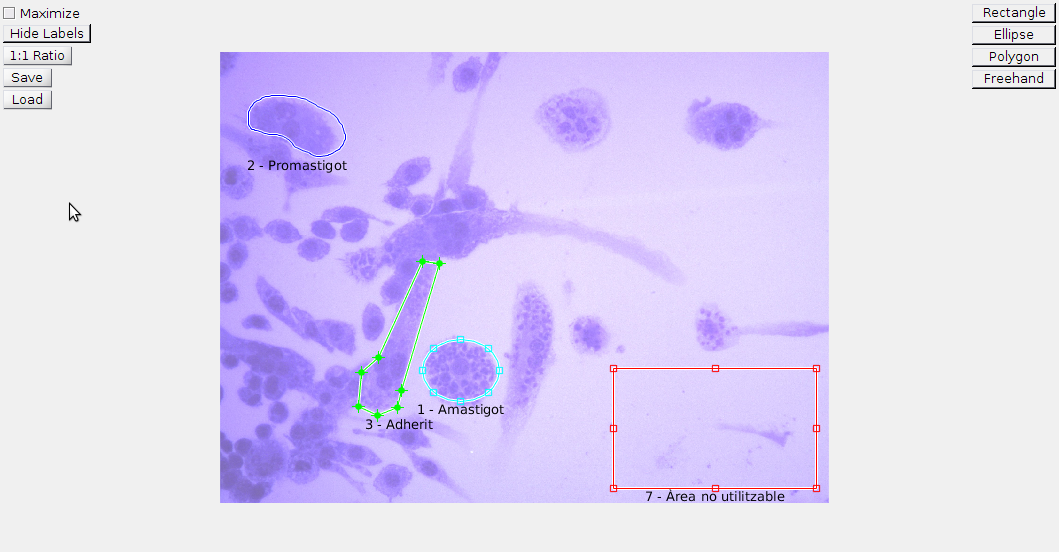 Maximize
Hide Labels
1:1 Ratio
Save
Load
Rectangle
Ellipse
Polygon
Freehand
2 - Promastigot
1 - Amastigot
3 - Adherit
7 - Àrea no utilitzable